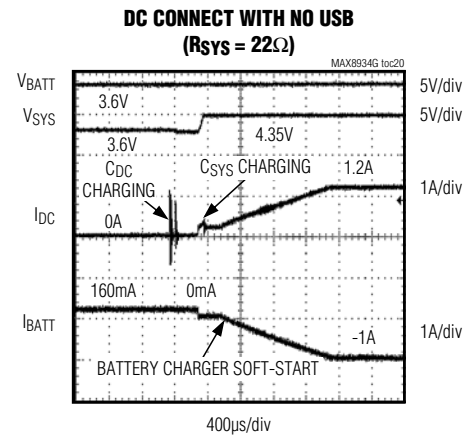 DC CONNECT WITH NO USB
(RSYS = 22Ω)
MAX8934G toc20
VBATT
3.6V
5V/div
VSYS
5V/div
3.6V
4.35V
CDC
CHARGING
CSYS CHARGING
1.2A
IDC
0A
1A/div
160mA
0mA
IBATT
-1A
1A/div
BATTERY CHARGER SOFT-START
400µs/div